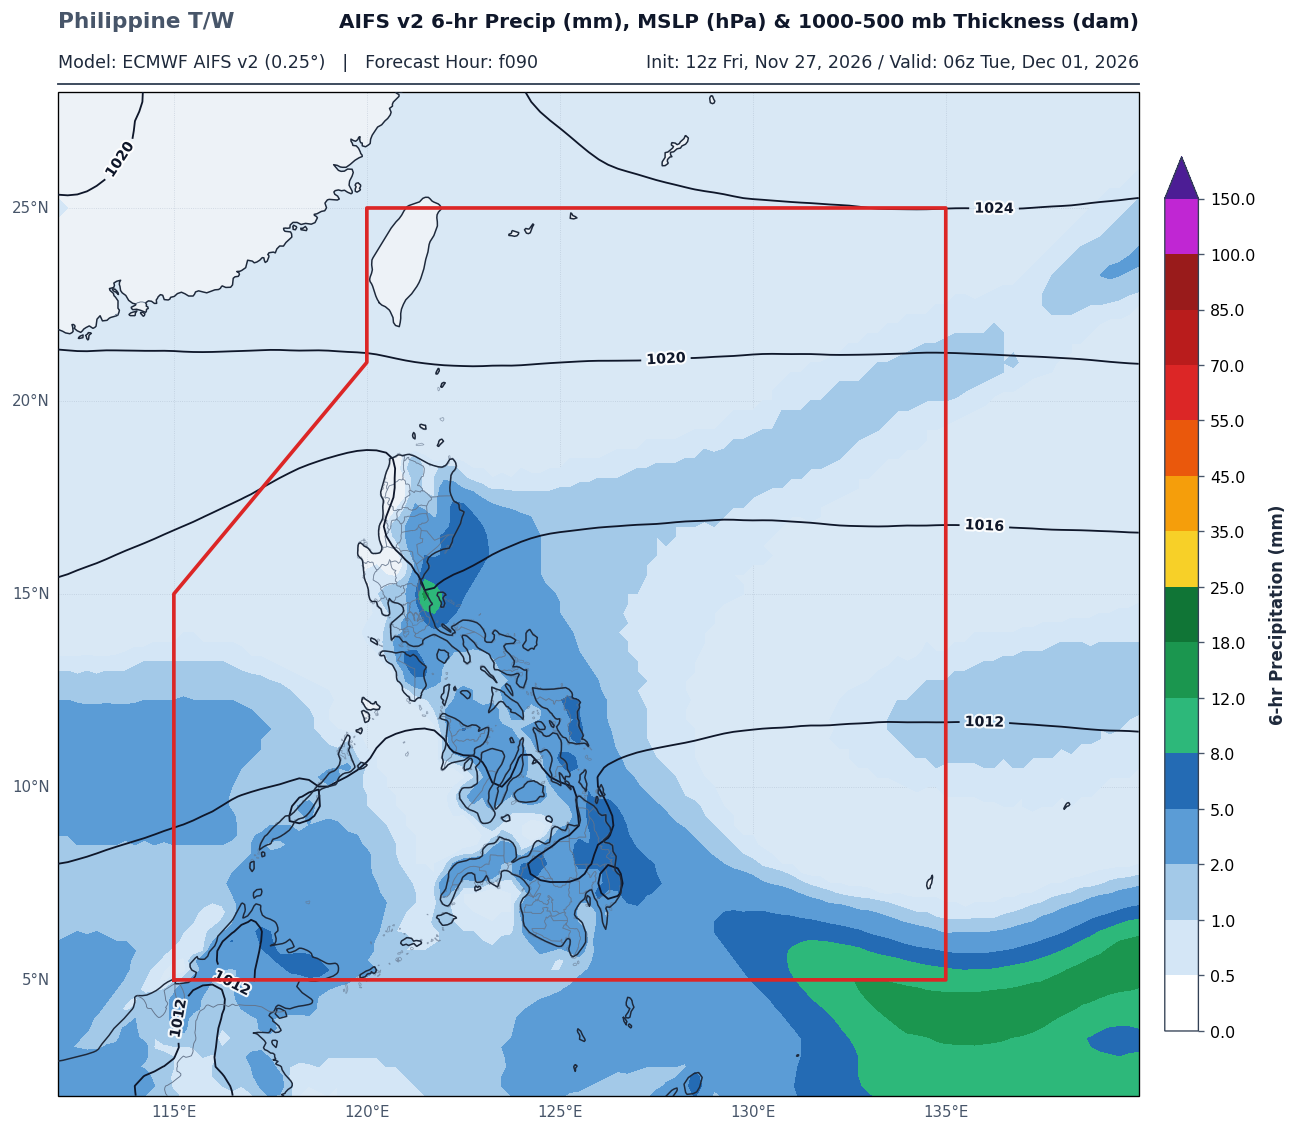 Philippine T/W
AIFS v2 6-hr Precip (mm), MSLP (hPa) & 1000-500 mb Thickness (dam)
Model: ECMWF AIFS v2 (0.25°) | Forecast Hour: f090
Init: 12z Fri, Nov 27, 2026 / Valid: 06z Tue, Dec 01, 2026
1020
1024
1020
1016
1012
1012
1012
25°N
20°N
15°N
10°N
5°N
115°E
120°E
125°E
130°E
135°E
150.0
100.0
85.0
70.0
55.0
45.0
35.0
25.0
18.0
12.0
8.0
5.0
2.0
1.0
0.5
0.0
6-hr Precipitation (mm)